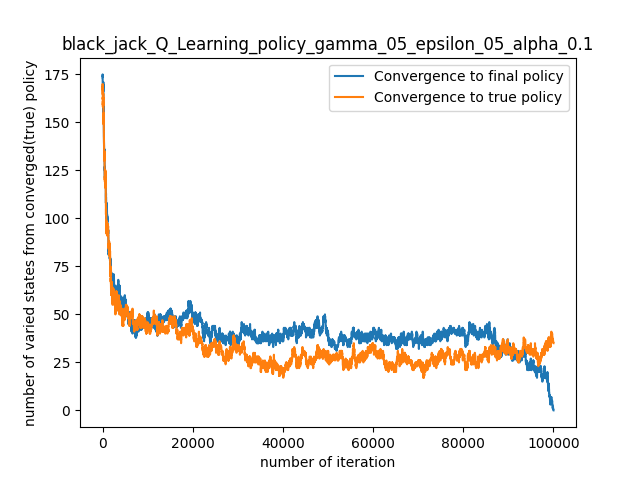 black_jack_Q_Learning_policy_gamma_05_epsilon_05_alpha_0.1
Convergence to final policy
Convergence to true policy
number of varied states from converged(true) policy
175
150
125
100
75
50
25
0
0 20000 40000 60000 80000 100000
number of iteration